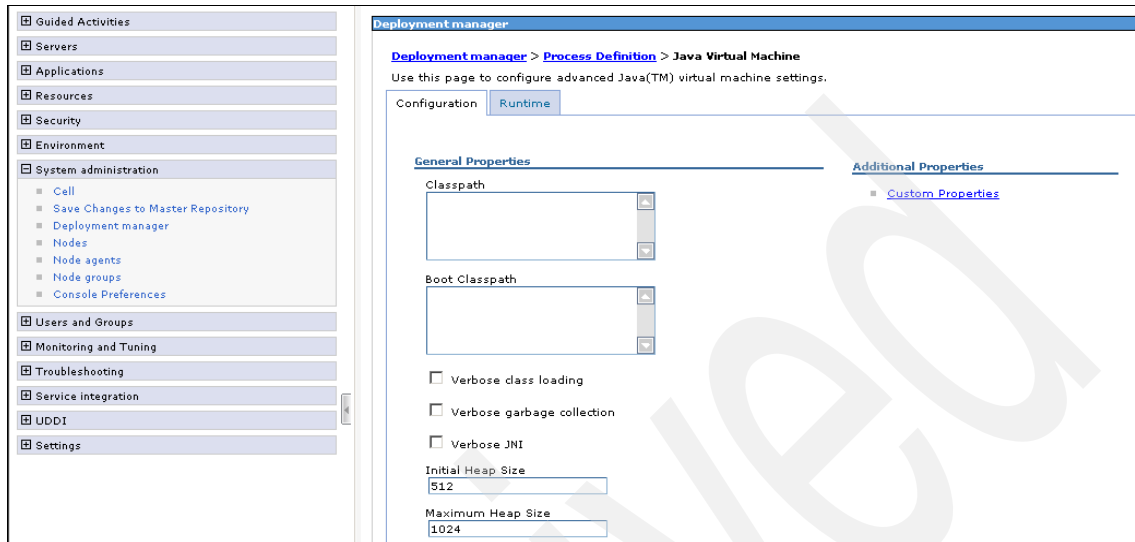 Guided Activities
Servers
Applications
Resources
Security
Environment
System administration
Cell
Save Changes to Master Repository
Deployment manager
Nodes
Node agents
Node groups
Console Preferences
Users and Groups
Monitoring and Tuning
Troubleshooting
Service integration
UDDI
Settings
Deployment manager
Deployment manager > Process Definition > Java Virtual Machine
Use this page to configure advanced Java(TM) virtual machine settings.
Configuration Runtime
General Properties
Classpath
Boot Classpath
Verbose class loading
Verbose garbage collection
Verbose JNI
Initial Heap Size
512
Maximum Heap Size
1024
Additional Properties
Custom Properties